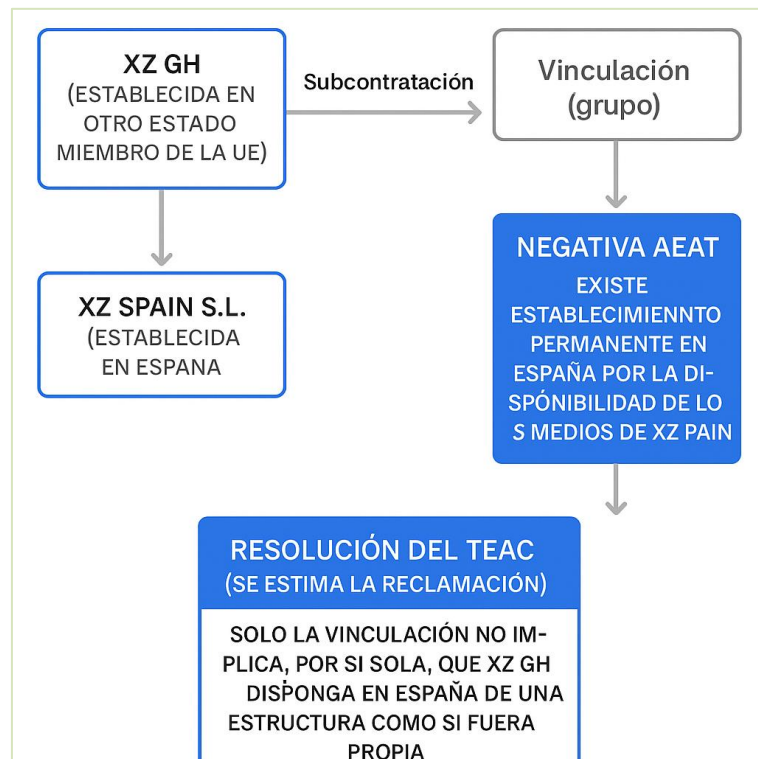 XZ GH
(ESTABLECIDA EN
OTRO ESTADO
MIEMBRO DE LA UE)
Subcontratación
Vinculación
(grupo)
XZ SPAIN S.L.
(ESTABLECIDA
EN ESPANA
NEGATIVA AEAT
EXISTE
ESTABLECIMIENNTO
PERMANENTE EN
ESPAÑA POR LA DI-
SPÓNIBILIDAD DE LO
S MEDIOS DE XZ PAIN
RESOLUCIÓN DEL TEAC
(SE ESTIMA LA RECLAMACIÓN)
SOLO LA VINCULACIÓN NO IM-
PLICA, POR SI SOLA, QUE XZ GH
DISPONGA EN ESPAÑA DE UNA
ESTRUCTURA COMO SI FUERA
PROPIA